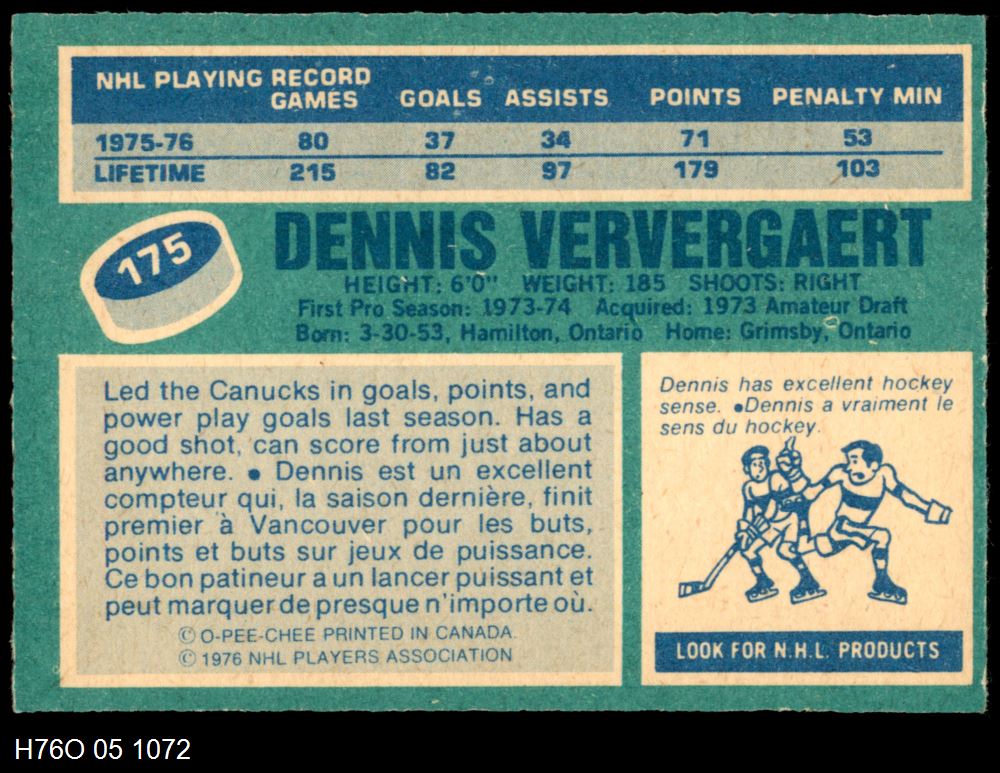 NHL PLAYING RECORD
GAMES GOALS ASSISTS POINTS PENALTY MIN
1975-76 80 37 34 71 53
LIFETIME 215 82 97 179 103
175
DENNIS VERVERGAERT
HEIGHT: 6'0" WEIGHT: 185 SHOOTS: RIGHT
First Pro Season: 1973-74 Acquired: 1973 Amateur Draft
Born: 3-30-53, Hamilton, Ontario Home: Grimsby, Ontario
Led the Canucks in goals, points, and
power play goals last season. Has a
good shot, can score from just about
anywhere. ● Dennis est un excellent
compteur qui, la saison dernière, finit
premier à Vancouver pour les buts,
points et buts sur jeux de puissance.
Ce bon patineur a un lancer puissant et
peut marquer de presque n'importe où.
© O-PEE-CHEE PRINTED IN CANADA.
© 1976 NHL PLAYERS ASSOCIATION
Dennis has excellent hockey
sense. ●Dennis a vraiment le
sens du hockey.
LOOK FOR N.H.L. PRODUCTS
H76O 05 1072